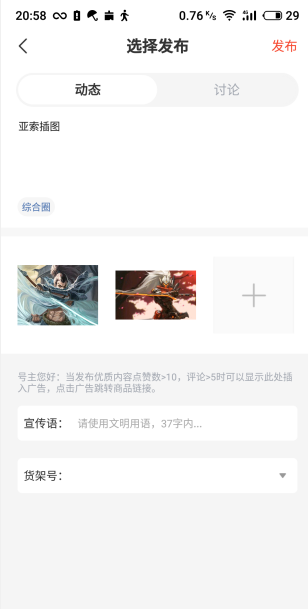 20:58 0.76 K/s 29
选择发布 发布
动态 讨论
亚索插图
综合圈
号主您好：当发布优质内容点赞数>10，评论>5时可以显示此处插
入广告，点击广告跳转商品链接。
宣传语： 请使用文明用语，37字内...
货架号：